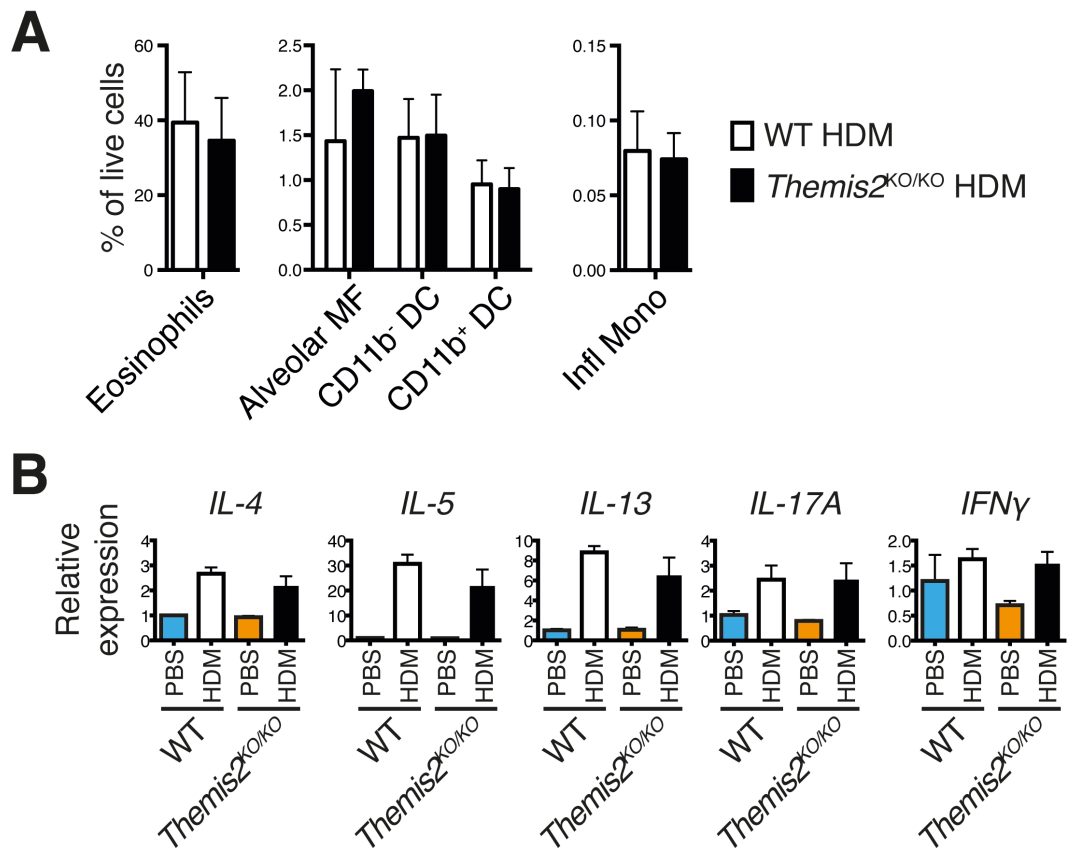 A
% of live cells
60
40
20
0
Eosinophils
2.5
2.0
1.5
1.0
0.5
0.0
Alveolar MF
CD11b⁻ DC
CD11b⁺ DC
0.15
0.10
0.05
0.00
Infl Mono
WT HDM
Themis2ᴷᴼ/ᴷᴼ HDM
B
Relative
expression
IL-4
4
3
2
1
0
PBS
HDM
PBS
HDM
WT
Themis2ᴷᴼ/ᴷᴼ
IL-5
40
30
20
10
0
PBS
HDM
PBS
HDM
WT
Themis2ᴷᴼ/ᴷᴼ
IL-13
10
8
6
4
2
0
PBS
HDM
PBS
HDM
WT
Themis2ᴷᴼ/ᴷᴼ
IL-17A
4
3
2
1
0
PBS
HDM
PBS
HDM
WT
Themis2ᴷᴼ/ᴷᴼ
IFNγ
2.0
1.5
1.0
0.5
0.0
PBS
HDM
PBS
HDM
WT
Themis2ᴷᴼ/ᴷᴼ